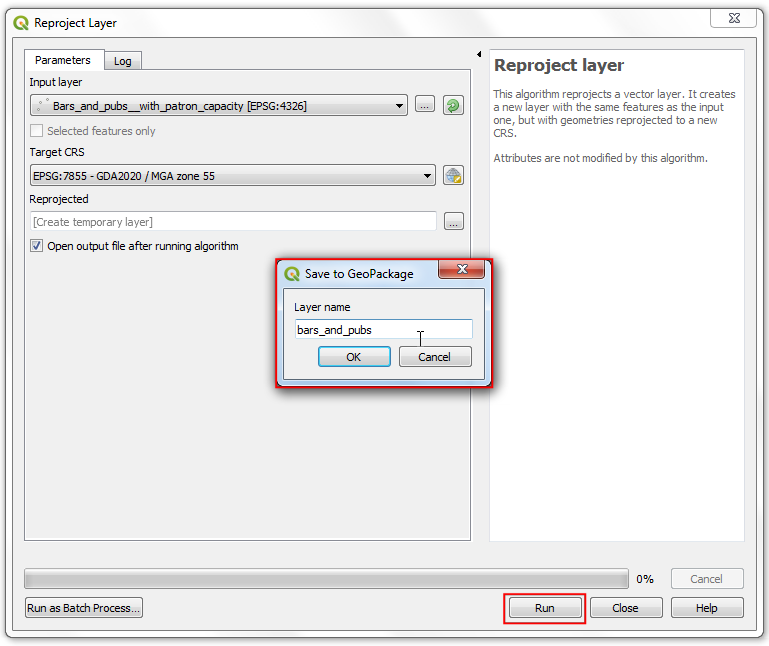 Reproject Layer
Parameters
Log
Input layer
Bars_and_pubs__with_patron_capacity [EPSG:4326]
...
Selected features only
Target CRS
EPSG:7855 - GDA2020 / MGA zone 55
Reprojected
[Create temporary layer]
...
Open output file after running algorithm
Reproject layer
This algorithm reprojects a vector layer. It creates
a new layer with the same features as the input
one, but with geometries reprojected to a new
CRS.
Attributes are not modified by this algorithm.
Save to GeoPackage
Layer name
bars_and_pubs
OK
Cancel
0%
Cancel
Run as Batch Process...
Run
Close
Help